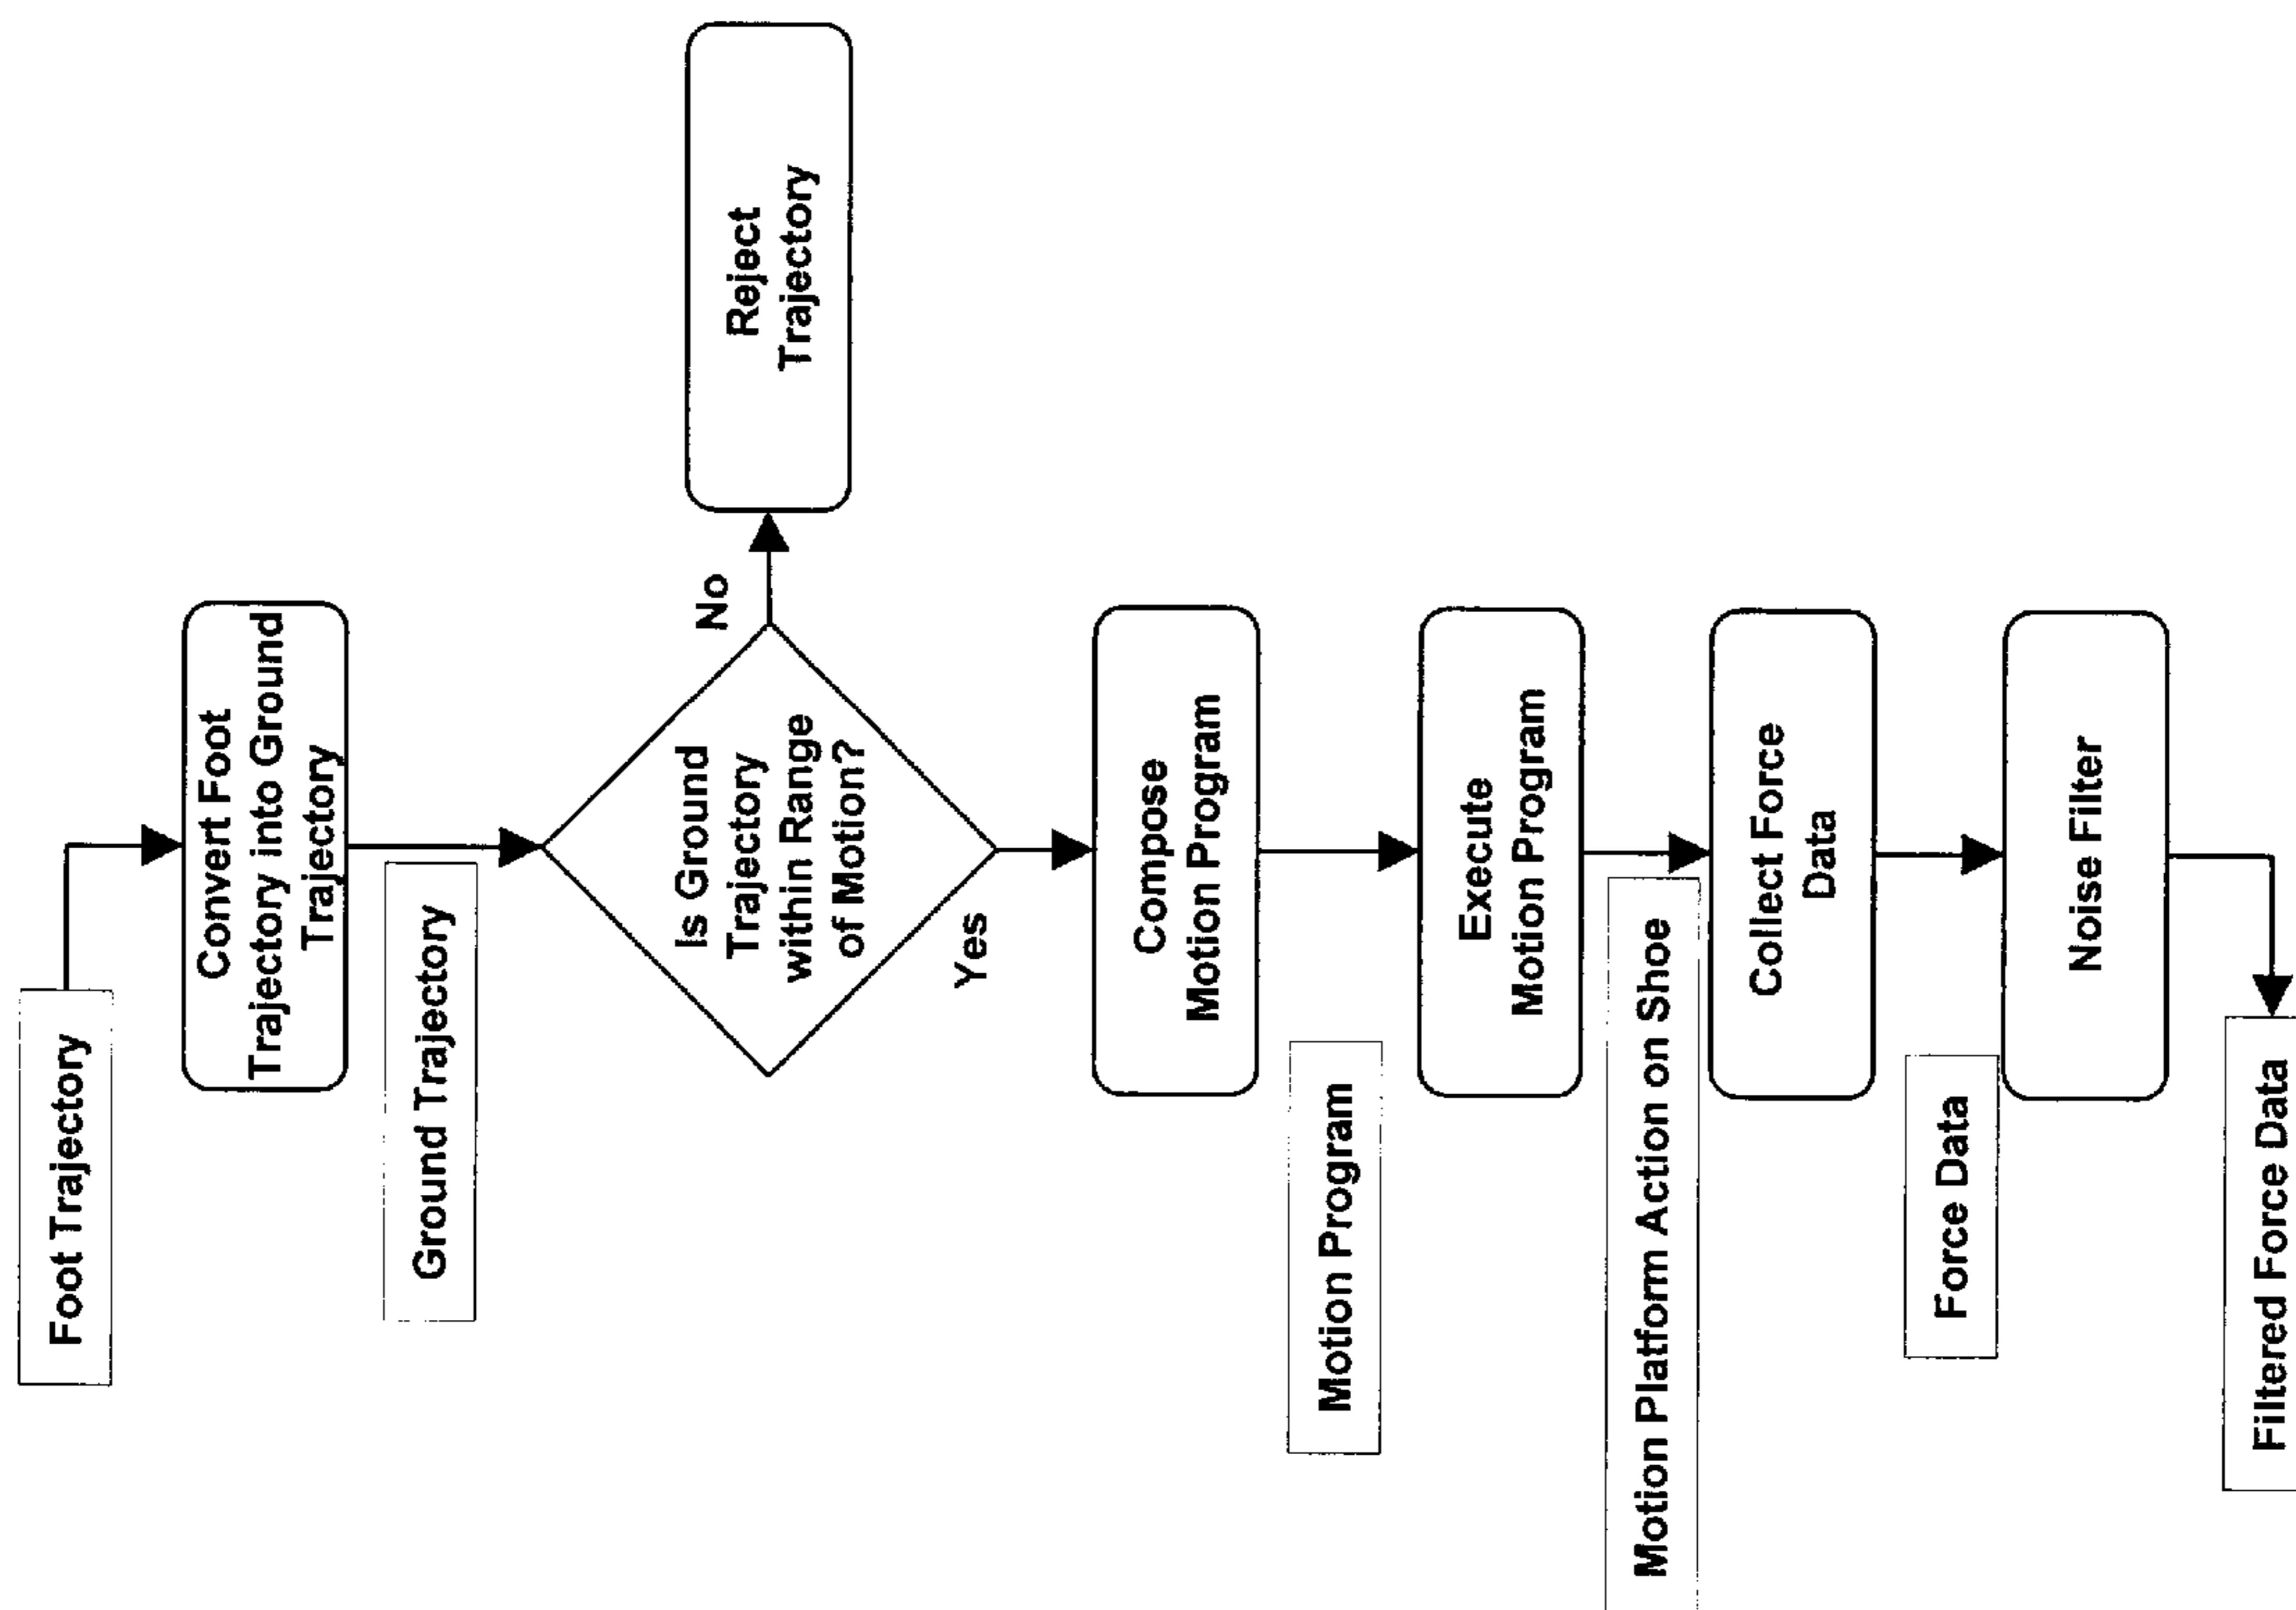 Foot Trajectory
Convert Foot
Trajectory into Ground
Trajectory
Ground Trajectory
Is Ground
Trajectory
within Range
of Motion?
No
Reject
Trajectory
Yes
Compose
Motion Program
Motion Program
Execute
Motion Program
Motion Platform Action on Shoe
Collect Force
Data
Force Data
Noise Filter
Filtered Force Data